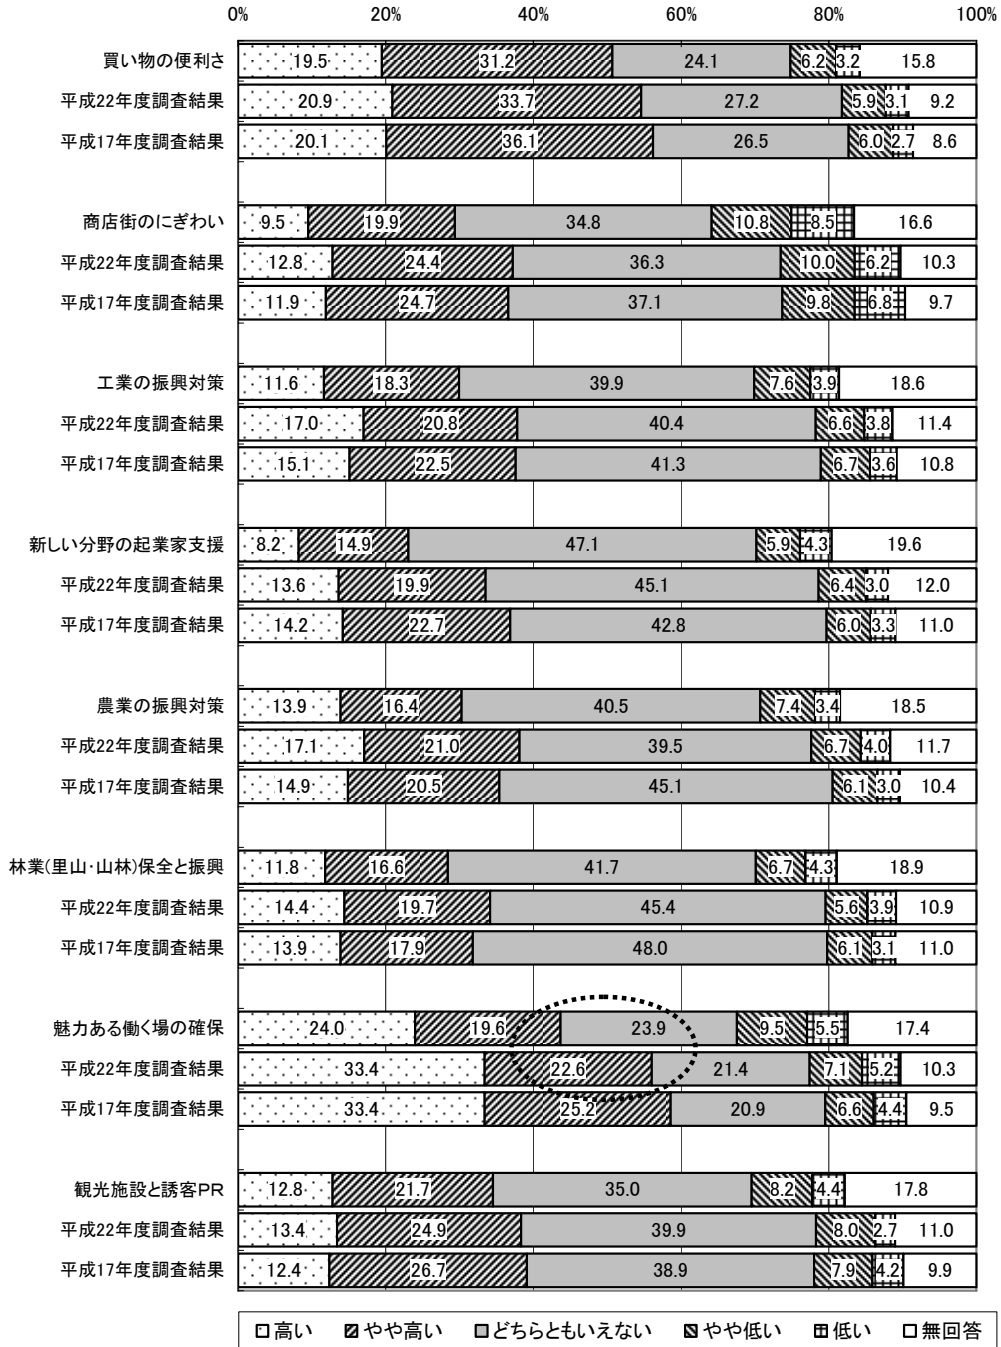 0% 20% 40% 60% 80% 100%
買い物の便利さ 19.5 31.2 24.1 6.2 3.2 15.8
平成22年度調査結果 20.9 33.7 27.2 5.9 3.1 9.2
平成17年度調査結果 20.1 36.1 26.5 6.0 2.7 8.6
商店街のにぎわい 9.5 19.9 34.8 10.8 8.5 16.6
平成22年度調査結果 12.8 24.4 36.3 10.0 6.2 10.3
平成17年度調査結果 11.9 24.7 37.1 9.8 6.8 9.7
工業の振興対策 11.6 18.3 39.9 7.6 3.9 18.6
平成22年度調査結果 17.0 20.8 40.4 6.6 3.8 11.4
平成17年度調査結果 15.1 22.5 41.3 6.7 3.6 10.8
新しい分野の起業家支援 8.2 14.9 47.1 5.9 4.3 19.6
平成22年度調査結果 13.6 19.9 45.1 6.4 3.0 12.0
平成17年度調査結果 14.2 22.7 42.8 6.0 3.3 11.0
農業の振興対策 13.9 16.4 40.5 7.4 3.4 18.5
平成22年度調査結果 17.1 21.0 39.5 6.7 4.0 11.7
平成17年度調査結果 14.9 20.5 45.1 6.1 3.0 10.4
林業(里山・山林)保全と振興 11.8 16.6 41.7 6.7 4.3 18.9
平成22年度調査結果 14.4 19.7 45.4 5.6 3.9 10.9
平成17年度調査結果 13.9 17.9 48.0 6.1 3.1 11.0
魅力ある働く場の確保 24.0 19.6 23.9 9.5 5.5 17.4
平成22年度調査結果 33.4 22.6 21.4 7.1 5.2 10.3
平成17年度調査結果 33.4 25.2 20.9 6.6 4.4 9.5
観光施設と誘客PR 12.8 21.7 35.0 8.2 4.4 17.8
平成22年度調査結果 13.4 24.9 39.9 8.0 2.7 11.0
平成17年度調査結果 12.4 26.7 38.9 7.9 4.2 9.9
高い やや高い どちらともいえない やや低い 低い 無回答